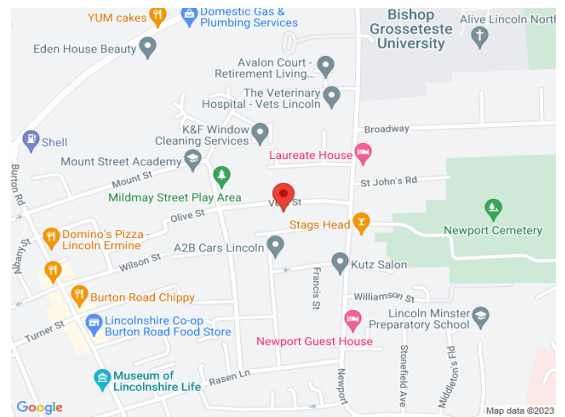 YUM cakes
Domestic Gas &
Plumbing Services
Bishop
Grosseteste
University
Alive Lincoln North
Eden House Beauty
Avalon Court -
Retirement Living...
The Veterinary
Hospital - Vets Lincoln
K&F Window
Cleaning Services
Broadway
Shell
Laureate House
Mount Street Academy
Burton Rd
Mount St
St John's Rd
Mildmay Street Play Area
Olive St
St
Newport Cemetery
Stags Head
Albany St
Domino's Pizza -
Lincoln Ermine
Wilson St
A2B Cars Lincoln
Kutz Salon
Francis St
Burton Road Chippy
Williamson St
Lincolnshire Co-op
Burton Road Food Store
Turner St
Lincoln Minster
Preparatory School
Newport Guest House
Museum of
Lincolnshire Life
Rasen Ln
Newport
Stonefield Ave
Middleton's Fld
Google
Map data ©2023